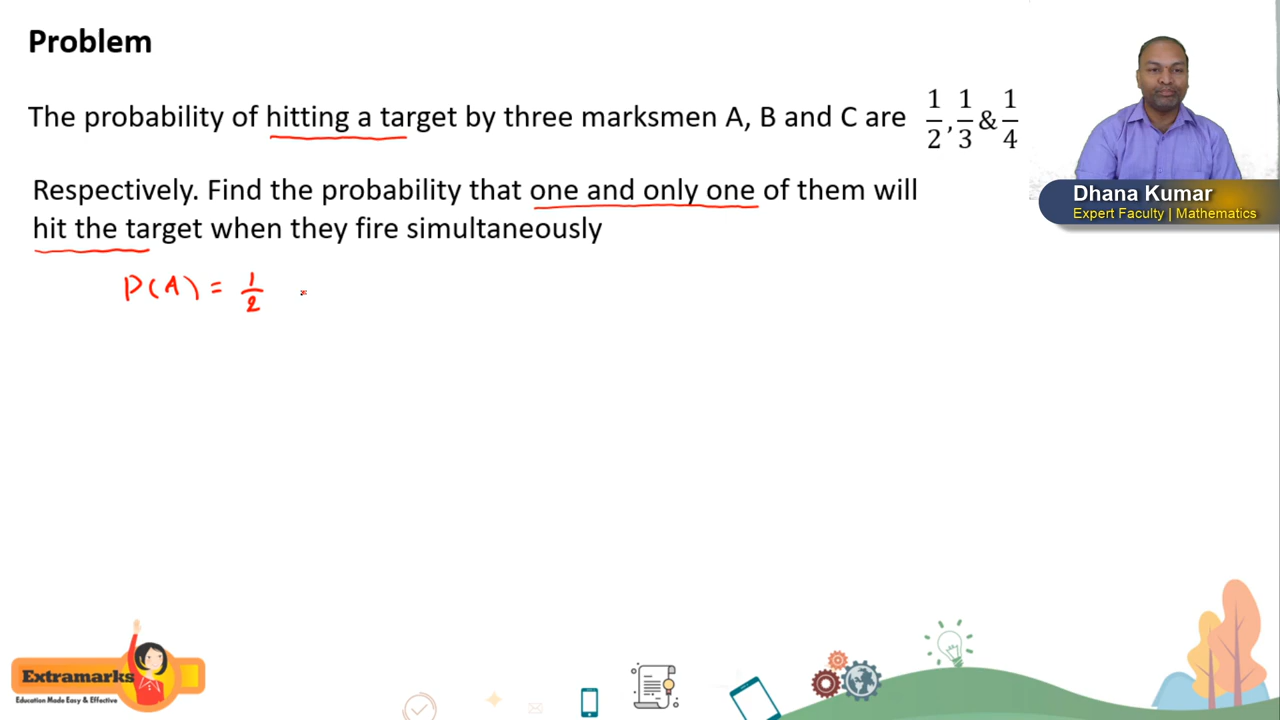 Problem
The probability of hitting a target by three marksmen A, B and C are 1/2, 1/3 & 1/4
Respectively. Find the probability that one and only one of them will
hit the target when they fire simultaneously
P(A) = 1/2
Dhana Kumar
Expert Faculty | Mathematics
Extramarks
Education Made Easy & Effective